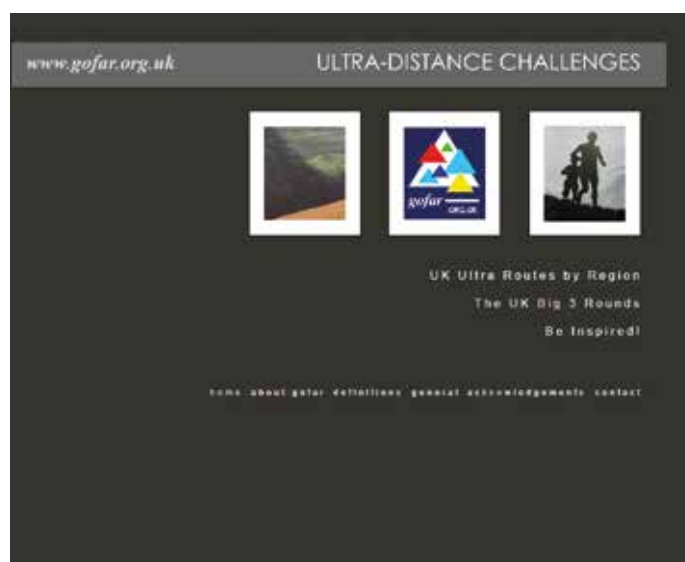 www.gofar.org.uk ULTRA-DISTANCE CHALLENGES
gofar
ORG.UK
UK Ultra Routes by Region
The UK Big 3 Rounds
Be Inspired!
home about gofar definitions general acknowledgements contact